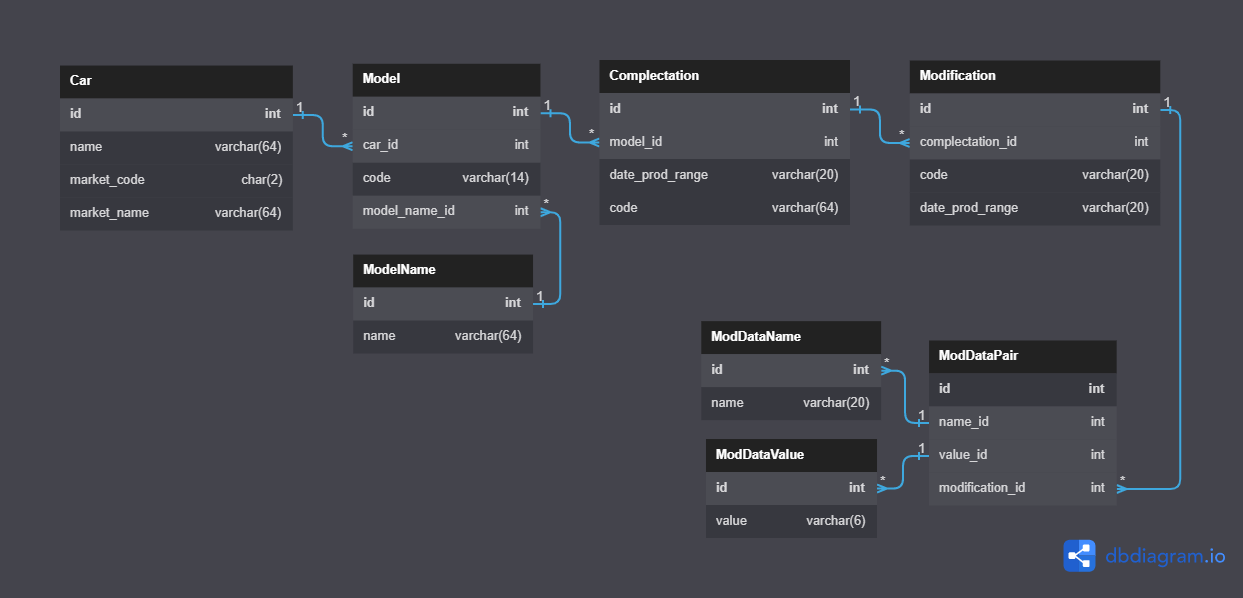 Car
id int
name varchar(64)
market_code char(2)
market_name varchar(64)
1
*
Model
id int
car_id int
code varchar(14)
model_name_id int
1
*
*
ModelName
id int
name varchar(64)
1
Complectation
id int
model_id int
date_prod_range varchar(20)
code varchar(64)
1
*
Modification
id int
complectation_id int
code varchar(20)
date_prod_range varchar(20)
1
ModDataName
id int
name varchar(20)
*
1
ModDataValue
id int
value varchar(6)
*
1
ModDataPair
id int
name_id int
value_id int
modification_id int
*
dbdiagram.io